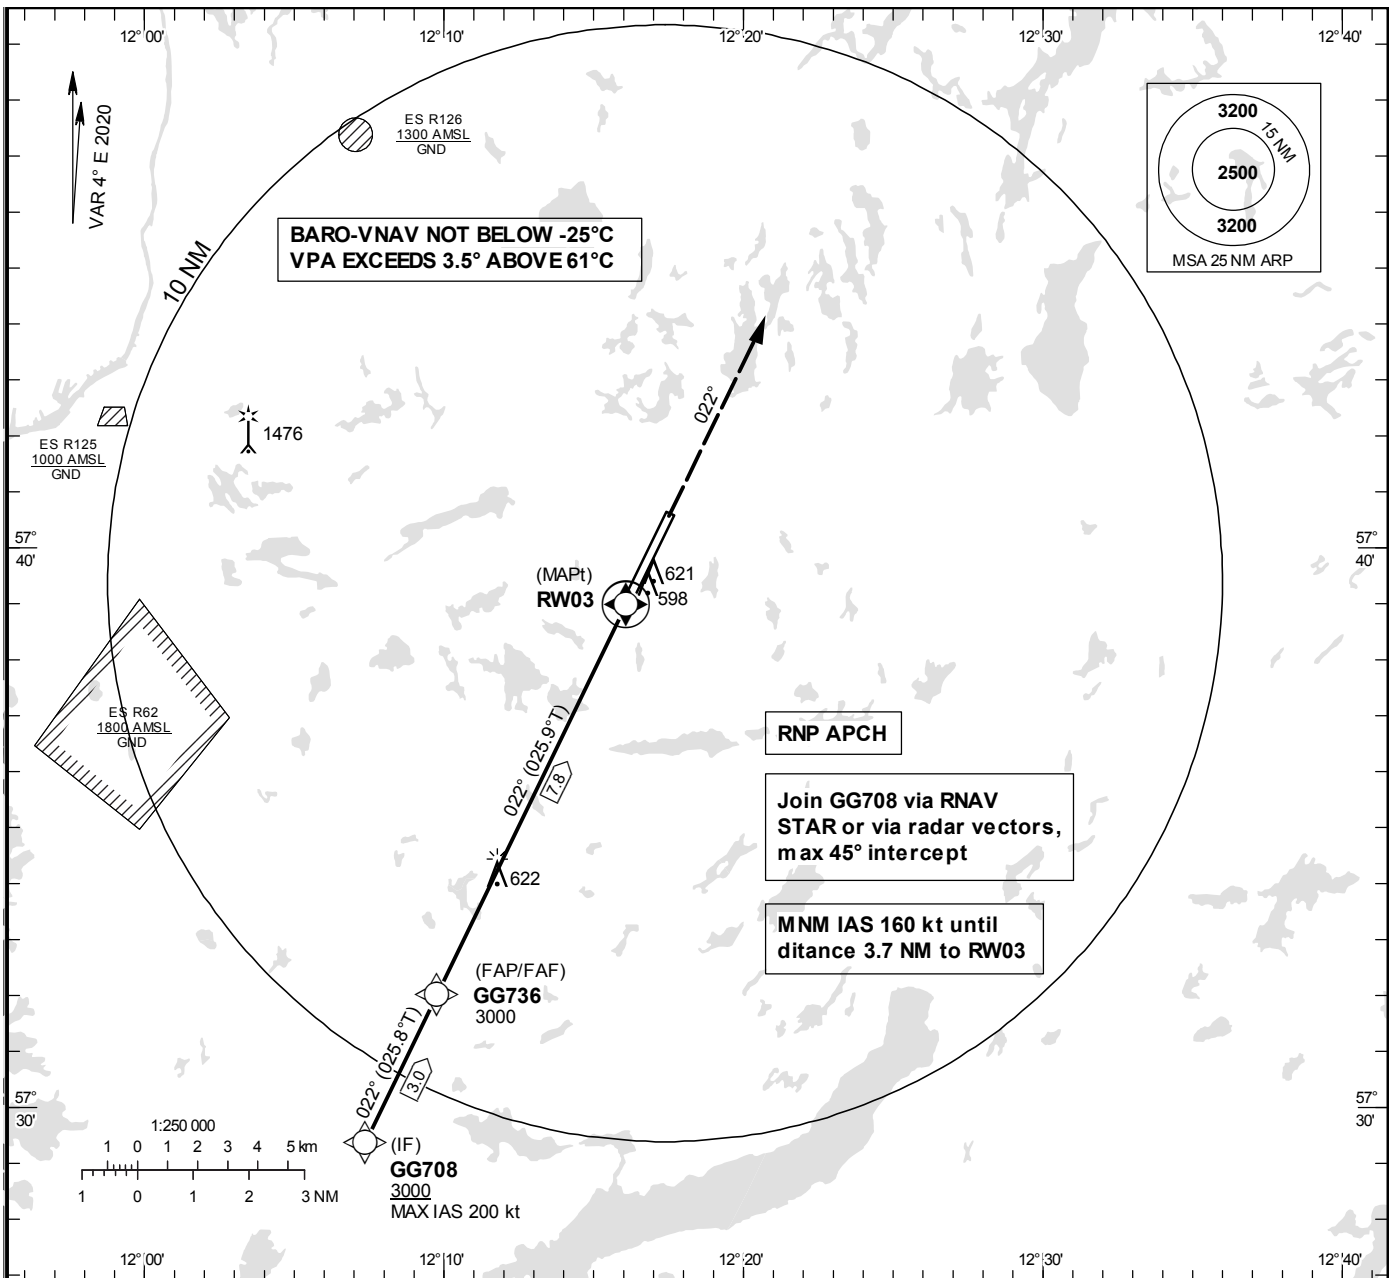 12°00'
12°10'
12°20'
12°30'
12°40'
VAR 4° E 2020
ES R126
1300 AMSL
GND
3200
15 NM
2500
3200
MSA 25 NM ARP
BARO-VNAV NOT BELOW -25°C
VPA EXCEEDS 3.5° ABOVE 61°C
10 NM
022°
1476
ES R125
1000 AMSL
GND
57°
40'
57°
40'
(MAPt)
RW03
621
598
ES R62
1800 AMSL
GND
022° (025.9°T)
7.8
RNP APCH
Join GG708 via RNAV
STAR or via radar vectors,
max 45° intercept
622
MNM IAS 160 kt until
ditance 3.7 NM to RW03
(FAP/FAF)
GG736
3000
022° (025.8°T)
3.0
57°
30'
57°
30'
1:250 000
1 0 1 2 3 4 5 km
1 0 1 2 3 NM
(IF)
GG708
3000
MAX IAS 200 kt
12°00'
12°10'
12°20'
12°30'
12°40'